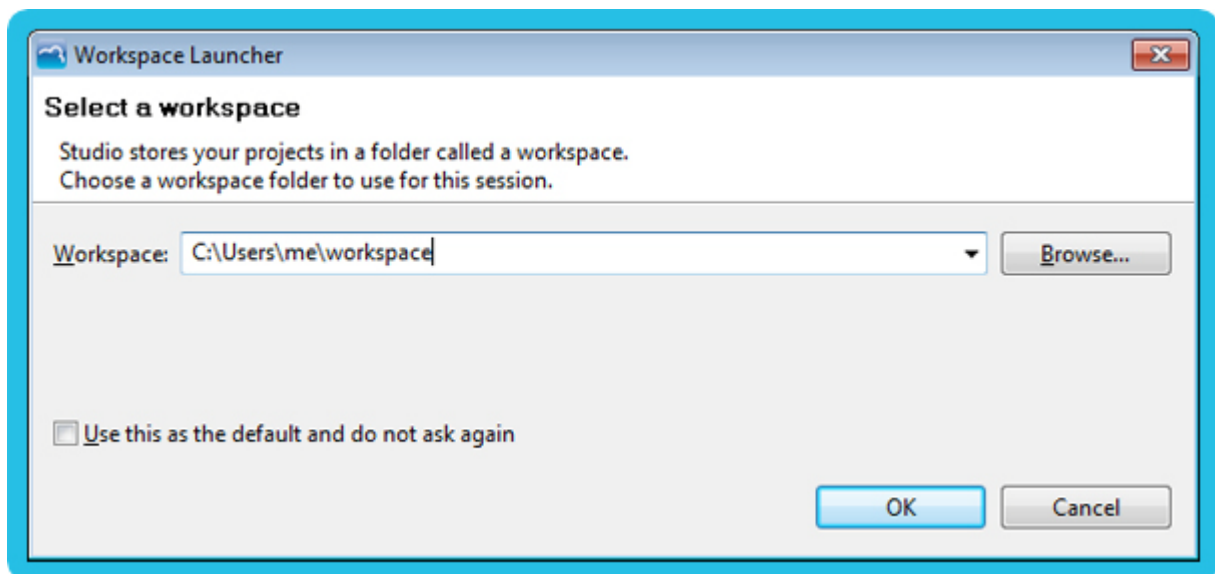 Workspace Launcher
Select a workspace
Studio stores your projects in a folder called a workspace.
Choose a workspace folder to use for this session.
Workspace: C:\Users\me\workspace Browse...
Use this as the default and do not ask again
OK Cancel